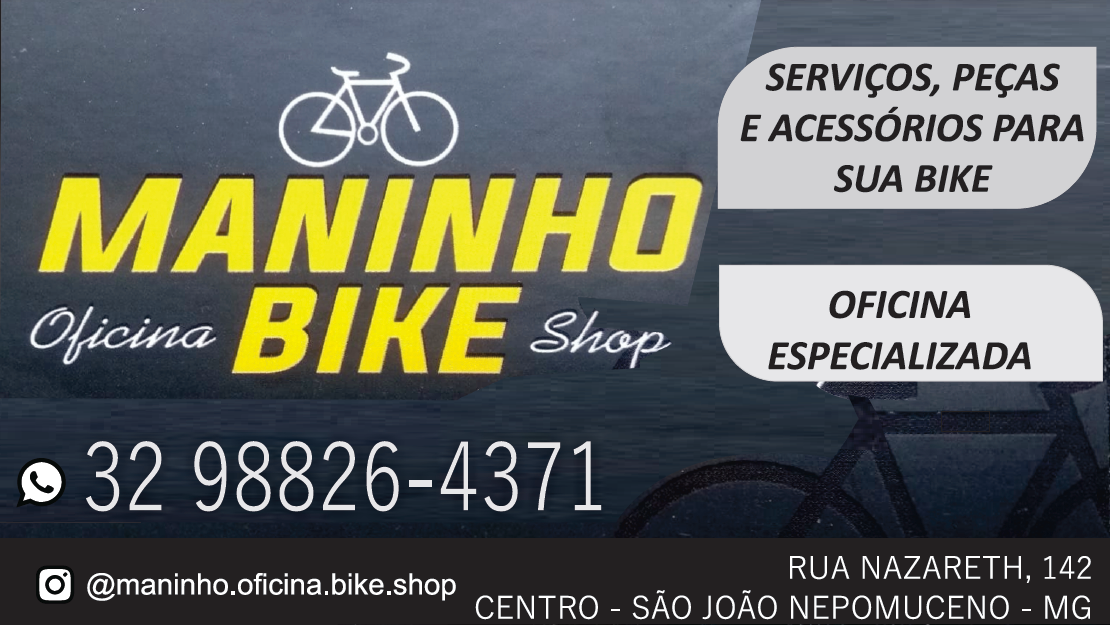 MANINHO
Oficina BIKE Shop
32 98826-4371
@maninho.oficina.bike.shop
SERVIÇOS, PEÇAS
E ACESSÓRIOS PARA
SUA BIKE
OFICINA
ESPECIALIZADA
RUA NAZARETH, 142
CENTRO - SÃO JOÃO NEPOMUCENO - MG